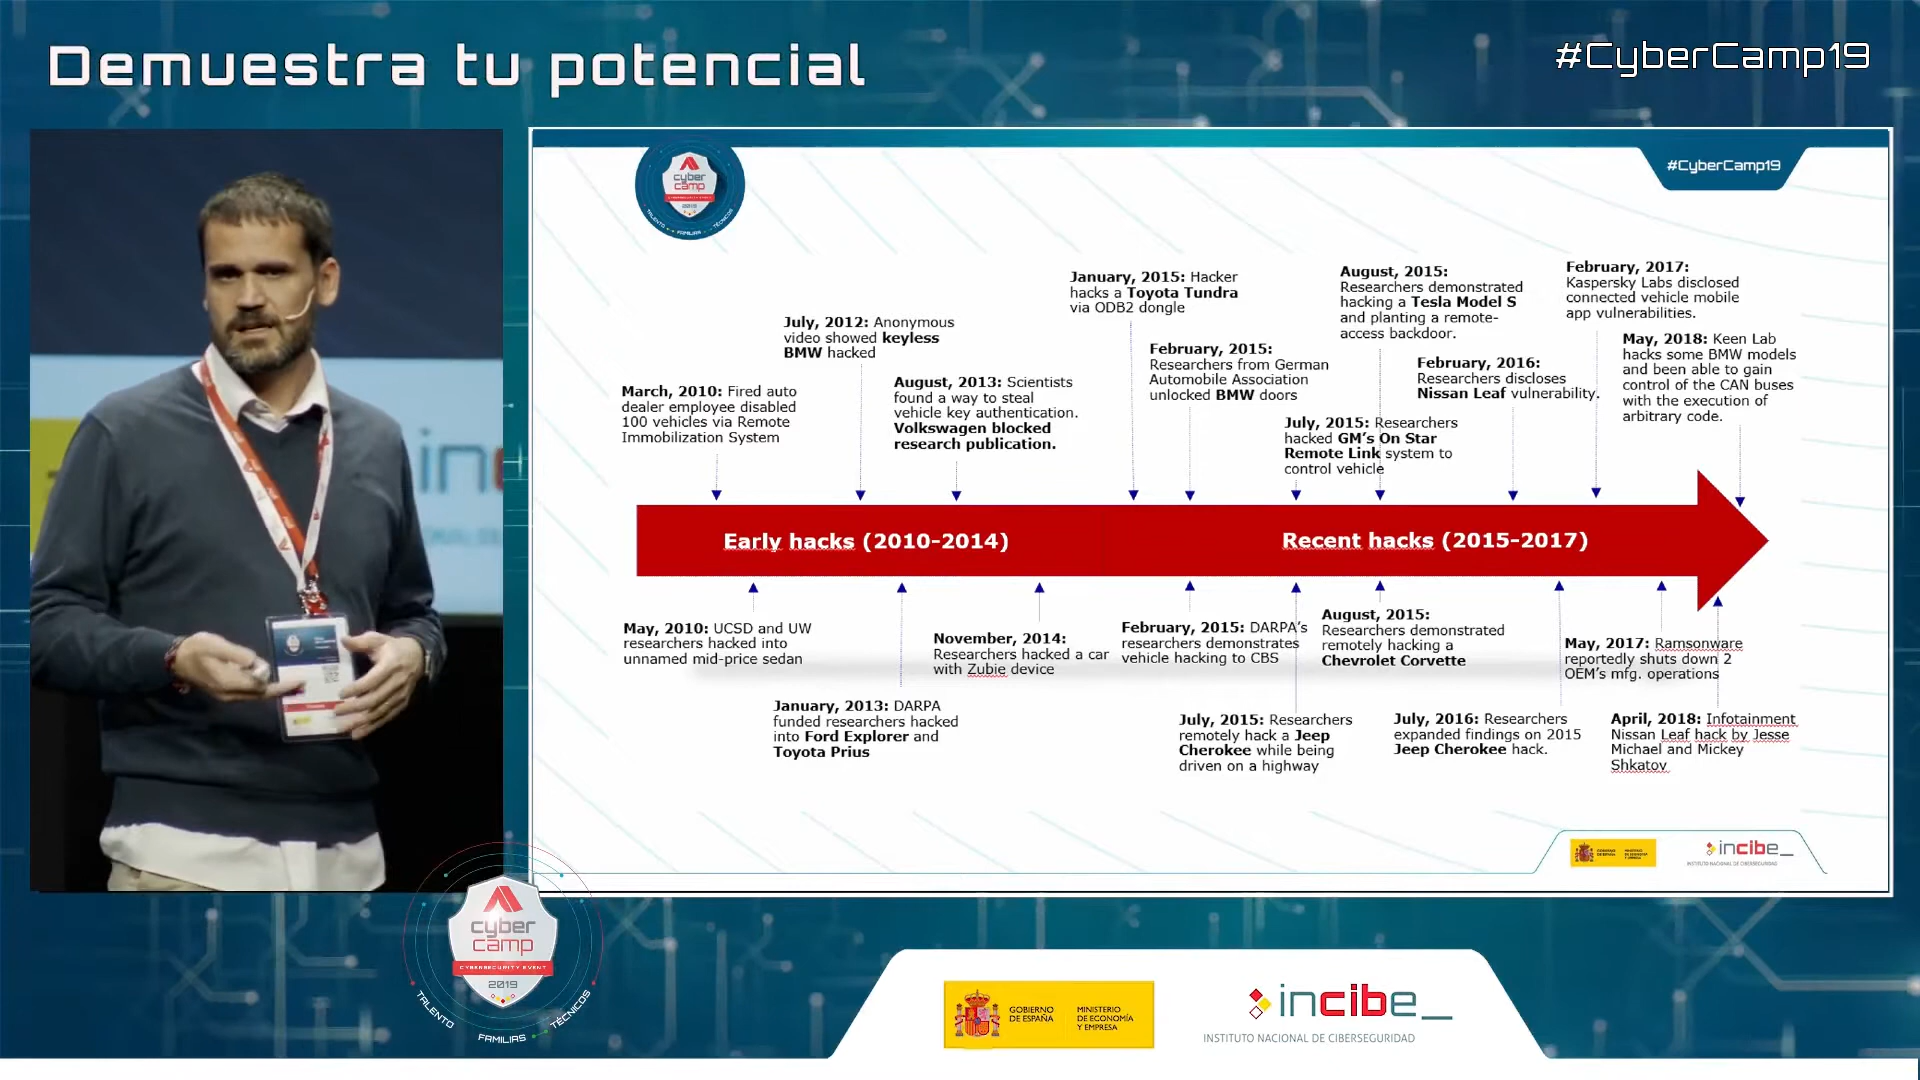 Demuestra tu potencial
#CyberCamp19
#CyberCamp19
cyber
camp
CYBERSECURITY EVENT
2019
TALENTO
FAMILIAS
TÉCNICOS
March, 2010: Fired auto
dealer employee disabled
100 vehicles via Remote
Immobilization System
July, 2012: Anonymous
video showed keyless
BMW hacked
August, 2013: Scientists
found a way to steal
vehicle key authentication.
Volkswagen blocked
research publication.
January, 2015: Hacker
hacks a Toyota Tundra
via ODB2 dongle
February, 2015:
Researchers from German
Automobile Association
unlocked BMW doors
July, 2015: Researchers
hacked GM's On Star
Remote Link system to
control vehicle
August, 2015:
Researchers demonstrated
hacking a Tesla Model S
and planting a remote-
access backdoor.
February, 2016:
Researchers discloses
Nissan Leaf vulnerability.
February, 2017:
Kaspersky Labs disclosed
connected vehicle mobile
app vulnerabilities.
May, 2018: Keen Lab
hacks some BMW models
and been able to gain
control of the CAN buses
with the execution of
arbitrary code.
Early hacks (2010-2014)
Recent hacks (2015-2017)
May, 2010: UCSD and UW
researchers hacked into
unnamed mid-price sedan
January, 2013: DARPA
funded researchers hacked
into Ford Explorer and
Toyota Prius
November, 2014:
Researchers hacked a car
with Zubie device
February, 2015: DARPA's
researchers demonstrates
vehicle hacking to CBS
July, 2015: Researchers
remotely hack a Jeep
Cherokee while being
driven on a highway
August, 2015:
Researchers demonstrated
remotely hacking a
Chevrolet Corvette
July, 2016: Researchers
expanded findings on 2015
Jeep Cherokee hack.
May, 2017: Ramsonware
reportedly shuts down 2
OEM's mfg. operations
April, 2018: Infotainment
Nissan Leaf hack by Jesse
Michael and Mickey
Shkatov
GOBIERNO
DE ESPAÑA
MINISTERIO
DE ECONOMÍA
Y EMPRESA
incibe_
INSTITUTO NACIONAL DE CIBERSEGURIDAD
inc
cyber
camp
CYBERSECURITY EVENT
2019
TALENTO
FAMILIAS
TÉCNICOS
GOBIERNO
DE ESPAÑA
MINISTERIO
DE ECONOMÍA
Y EMPRESA
incibe_
INSTITUTO NACIONAL DE CIBERSEGURIDAD